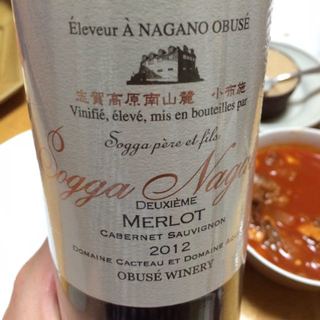 Éleveur À NAGANO OBUSÉ
志賀高原南山麓 小布施
Vinifié, élevé, mis en bouteilles par
Sogga père et fils
Sogga
DEUXIÈME
MERLOT
CABERNET SAUVIGNON
2012
DOMAINE CACTEAU ET DOMAINE
OBUSÉ WINERY